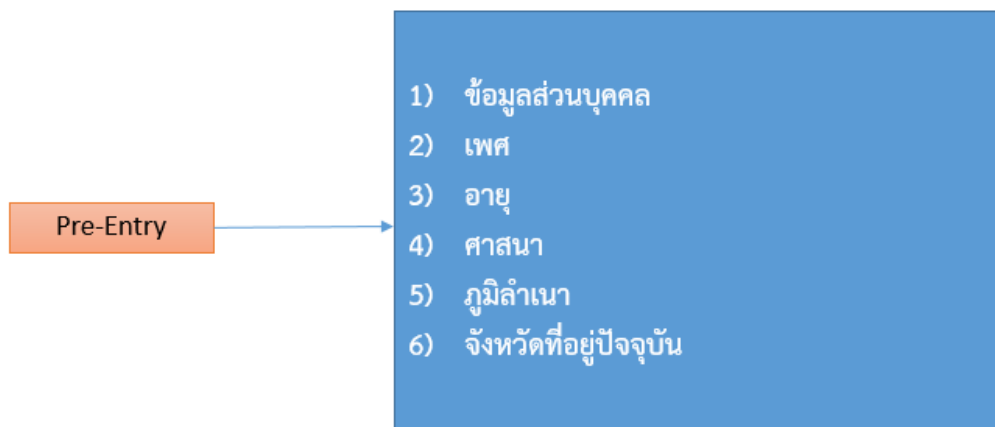 Pre-Entry
1) ข้อมูลส่วนบุคคล
2) เพศ
3) อายุ
4) ศาสนา
5) ภูมิลำเนา
6) จังหวัดที่อยู่ปัจจุบัน